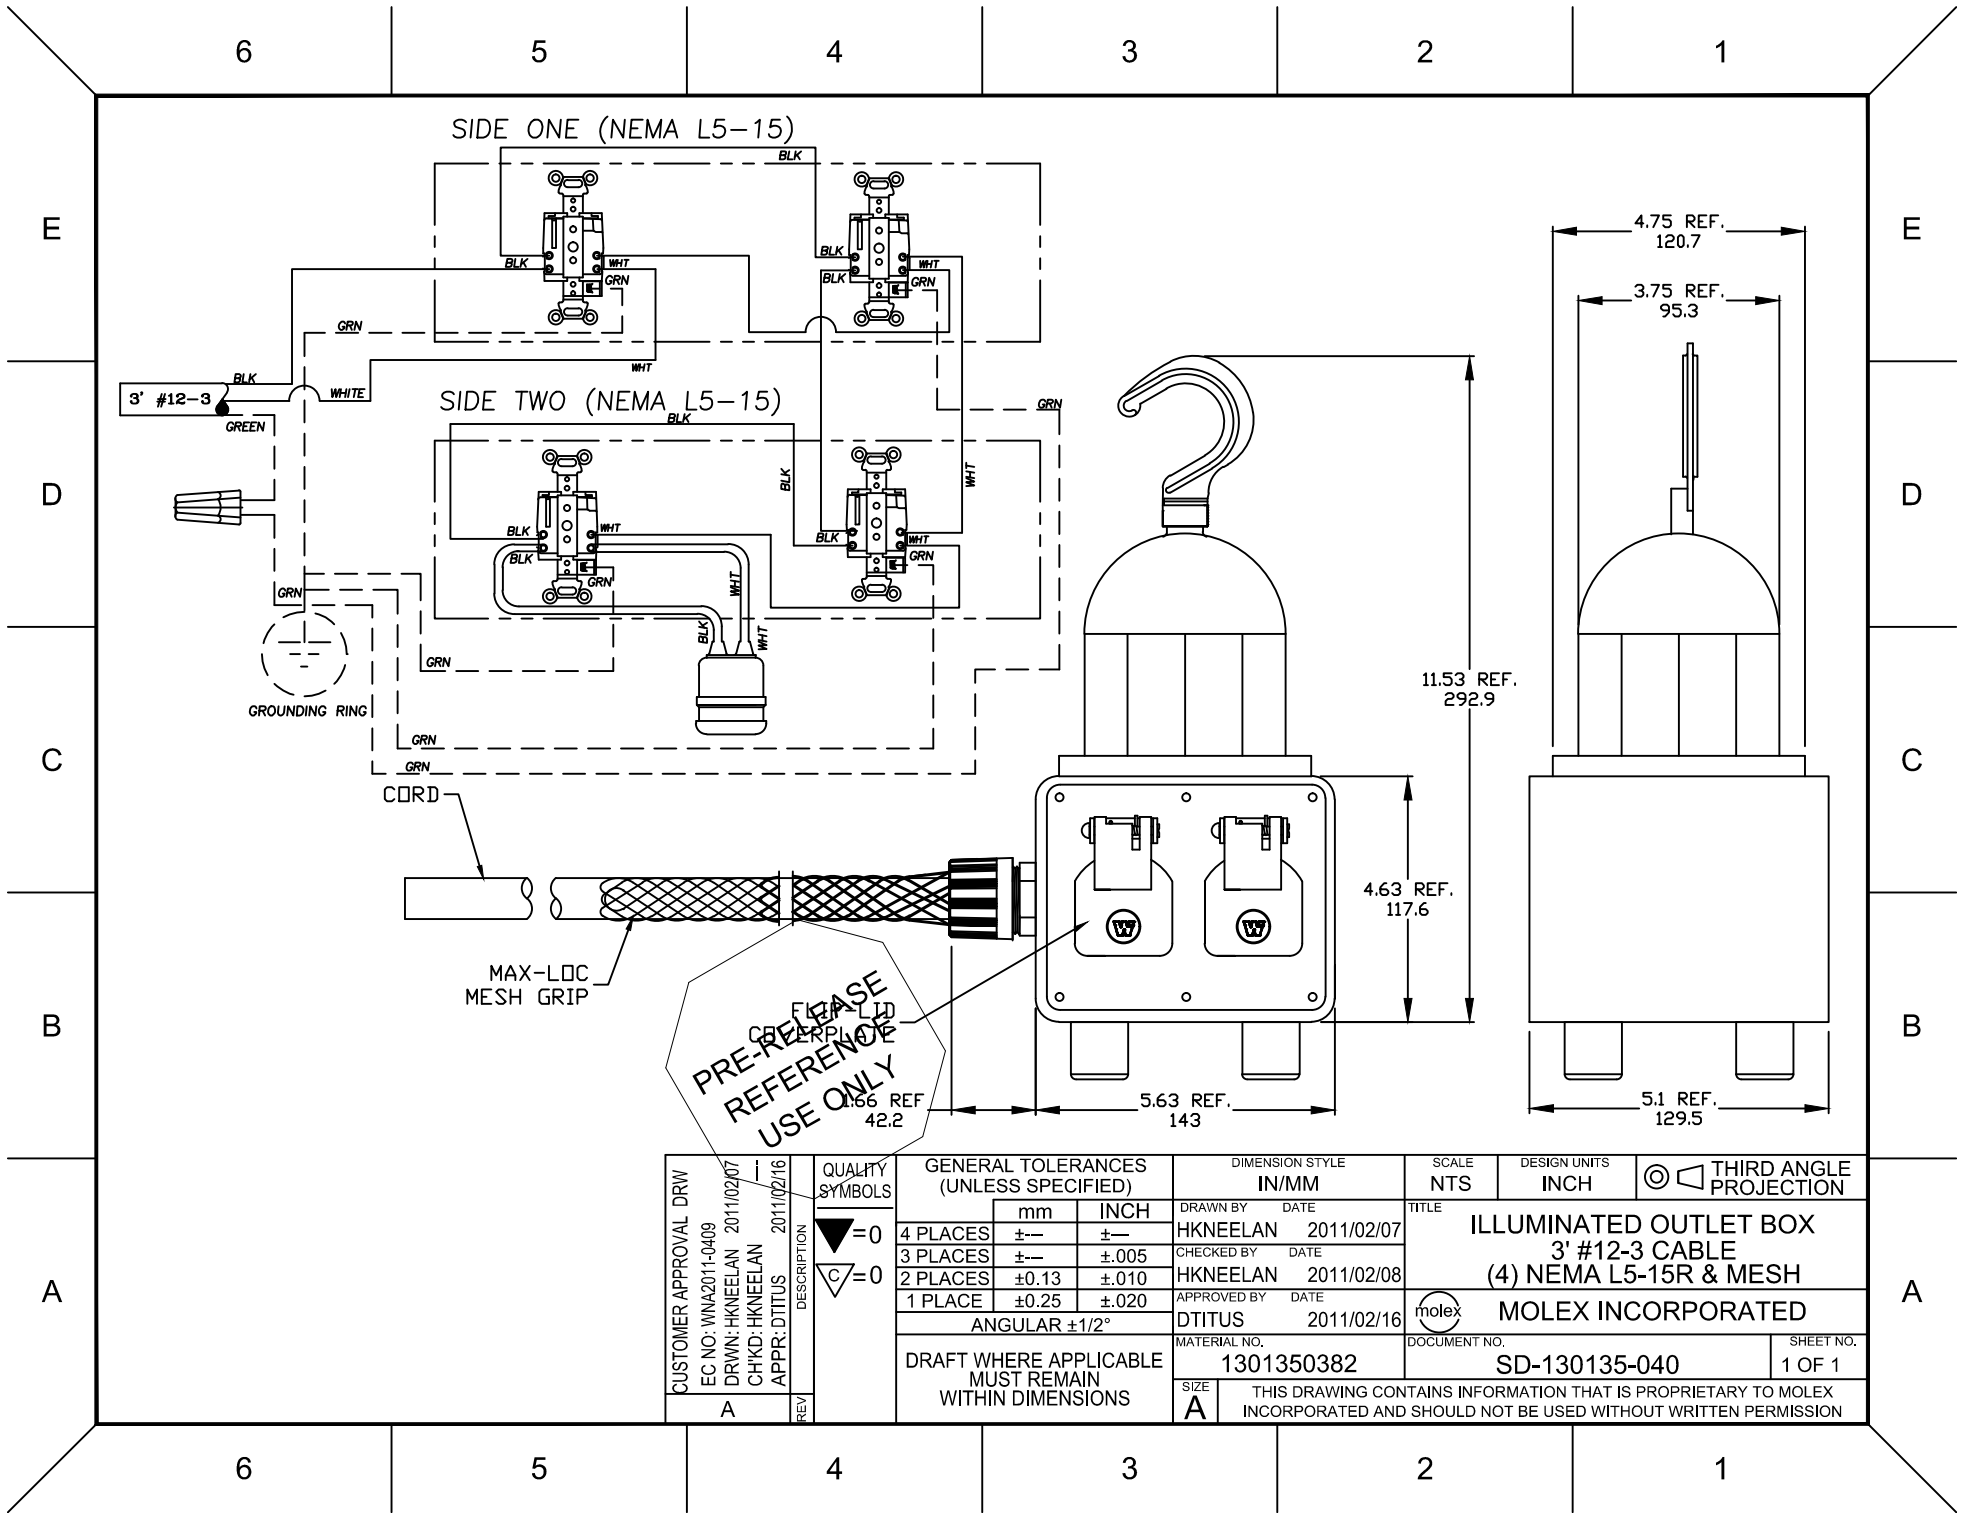 6 5 4 3 2 1
E
D
C
B
A
E
D
C
B
A
6 5 4 3 2 1
SIDE ONE (NEMA L5-15)
BLK
BLK
WHT
GRN
BLK
BLK
WHT
GRN
GRN
WHT
BLK
3' #12-3
WHITE
GREEN
SIDE TWO (NEMA L5-15)
BLK
GRN
BLK
WHT
BLK
WHT
BLK
GRN
BLK
WHT
GRN
WHT
GRN
BLK
WHT
GRN
GROUNDING RING
GRN
GRN
CORD
MAX-LOC
MESH GRIP
FLIP-LID
COVERPLATE
PRE-RELEASE
REFERENCE
USE ONLY
4.75 REF.
120.7
3.75 REF.
95.3
11.53 REF.
292.9
4.63 REF.
117.6
W W
1.66 REF
42.2
5.63 REF.
143
5.1 REF.
129.5
CUSTOMER APPROVAL DRW
EC NO: WNA2011-0409
DRWN: HKNEELAN 2011/02/07
CH'KD: HKNEELAN ---
APPR: DTITUS 2011/02/16
A
DESCRIPTION
REV
QUALITY
SYMBOLS
=0
C =0
GENERAL TOLERANCES
(UNLESS SPECIFIED)
mm INCH
4 PLACES ±--- ±---
3 PLACES ±--- ±.005
2 PLACES ±0.13 ±.010
1 PLACE ±0.25 ±.020
ANGULAR ±1/2°
DRAFT WHERE APPLICABLE
MUST REMAIN
WITHIN DIMENSIONS
DIMENSION STYLE
IN/MM
SCALE
NTS
DESIGN UNITS
INCH
THIRD ANGLE
PROJECTION
DRAWN BY DATE
HKNEELAN 2011/02/07
CHECKED BY DATE
HKNEELAN 2011/02/08
APPROVED BY DATE
DTITUS 2011/02/16
TITLE
ILLUMINATED OUTLET BOX
3' #12-3 CABLE
(4) NEMA L5-15R & MESH
molex MOLEX INCORPORATED
MATERIAL NO.
1301350382
DOCUMENT NO.
SD-130135-040
SHEET NO.
1 OF 1
SIZE
A
THIS DRAWING CONTAINS INFORMATION THAT IS PROPRIETARY TO MOLEX
INCORPORATED AND SHOULD NOT BE USED WITHOUT WRITTEN PERMISSION